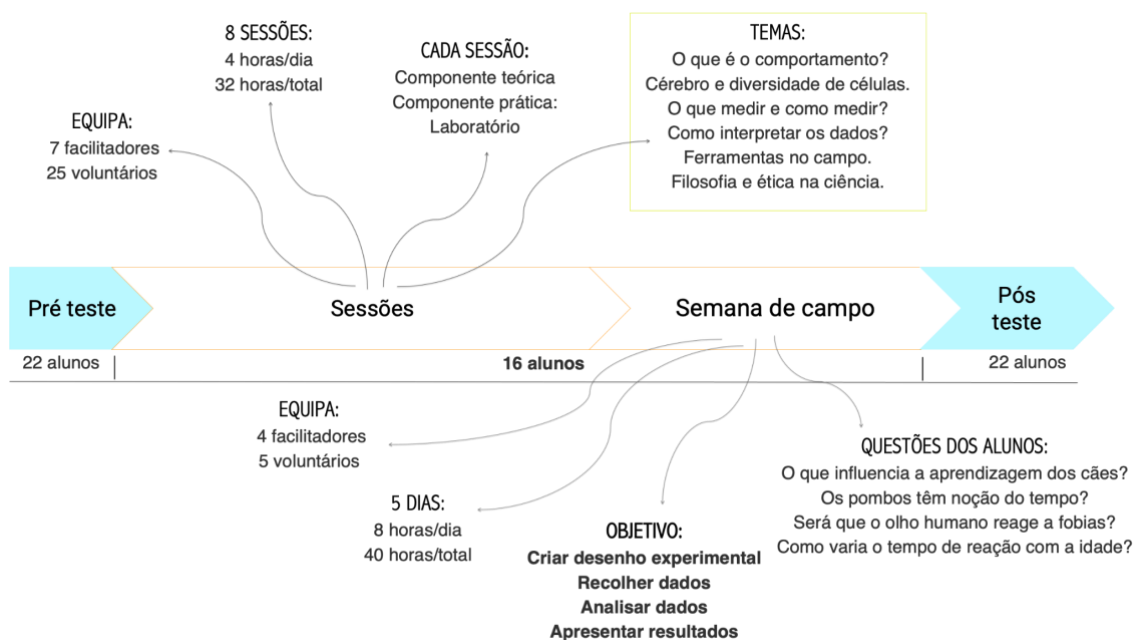 8 SESSÕES:
4 horas/dia
32 horas/total
CADA SESSÃO:
Componente teórica
Componente prática:
Laboratório
TEMAS:
O que é o comportamento?
Cérebro e diversidade de células.
O que medir e como medir?
Como interpretar os dados?
Ferramentas no campo.
Filosofia e ética na ciência.
EQUIPA:
7 facilitadores
25 voluntários
Pré teste
Sessões
Semana de campo
Pós
teste
22 alunos
16 alunos
22 alunos
EQUIPA:
4 facilitadores
5 voluntários
5 DIAS:
8 horas/dia
40 horas/total
OBJETIVO:
Criar desenho experimental
Recolher dados
Analisar dados
Apresentar resultados
QUESTÕES DOS ALUNOS:
O que influencia a aprendizagem dos cães?
Os pombos têm noção do tempo?
Será que o olho humano reage a fobias?
Como varia o tempo de reação com a idade?